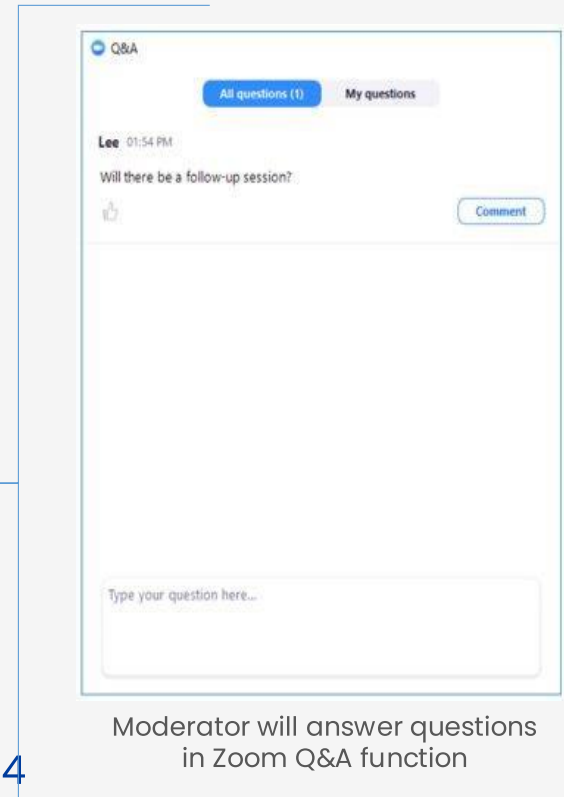 Q&A
All questions (1) My questions
Lee 01:54 PM
Will there be a follow-up session?
Comment
Type your question here...
Moderator will answer questions
in Zoom Q&A function
4